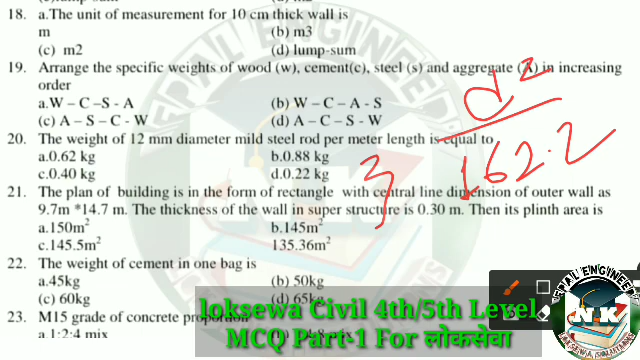 18. a.The unit of measurement for 10 cm thick wall is
m (b) m3
(c) m2 (d) lump-sum
19. Arrange the specific weights of wood (w), cement(c), steel (s) and aggregate (A) in increasing
order
a.W – C –S - A (b) W – C – A - S
(c) A – S – C - W (d) A – C – S - W
20. The weight of 12 mm diameter mild steel rod per meter length is equal to
a.0.62 kg b.0.88 kg
c.0.40 kg d.0.22 kg
21. The plan of building is in the form of rectangle with central line dimension of outer wall as
9.7m *14.7 m. The thickness of the wall in super structure is 0.30 m. Then its plinth area is
a.150m² b.145m²
c.145.5m² 135.36m²
22. The weight of cement in one bag is
a.45kg (b) 50kg
(c) 60kg (d) 65kg
23. M15 grade of concrete proportion
a.1:2:4 mix
d²
162.2
3
loksewa Civil 4th/5th Level
MCQ Part-1 For लोकसेवा
NK